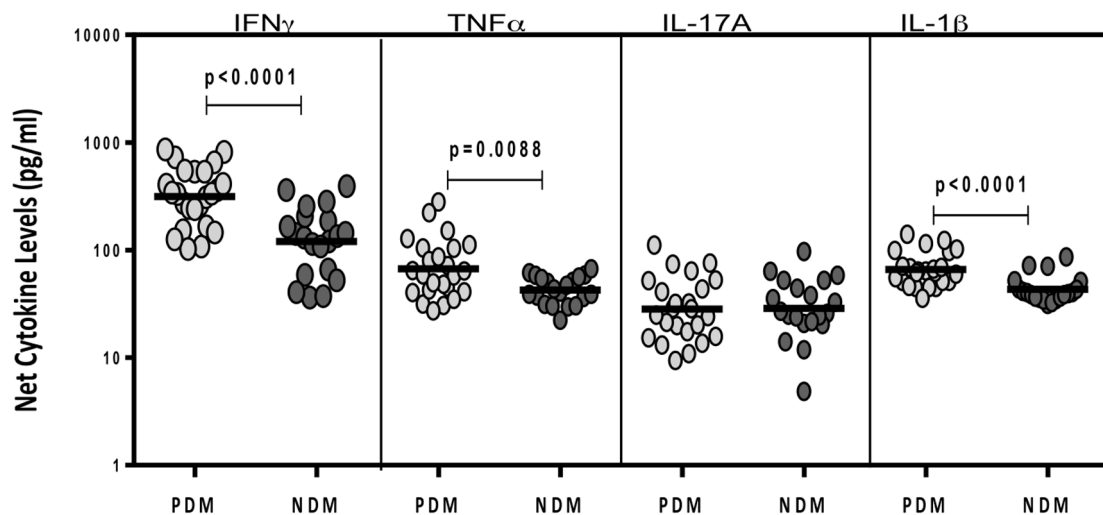 IFNγ TNFα IL-17A IL-1β
10000
p<0.0001
1000
p=0.0088
p<0.0001
100
10
1
Net Cytokine Levels (pg/ml)
PDM NDM PDM NDM PDM NDM PDM NDM